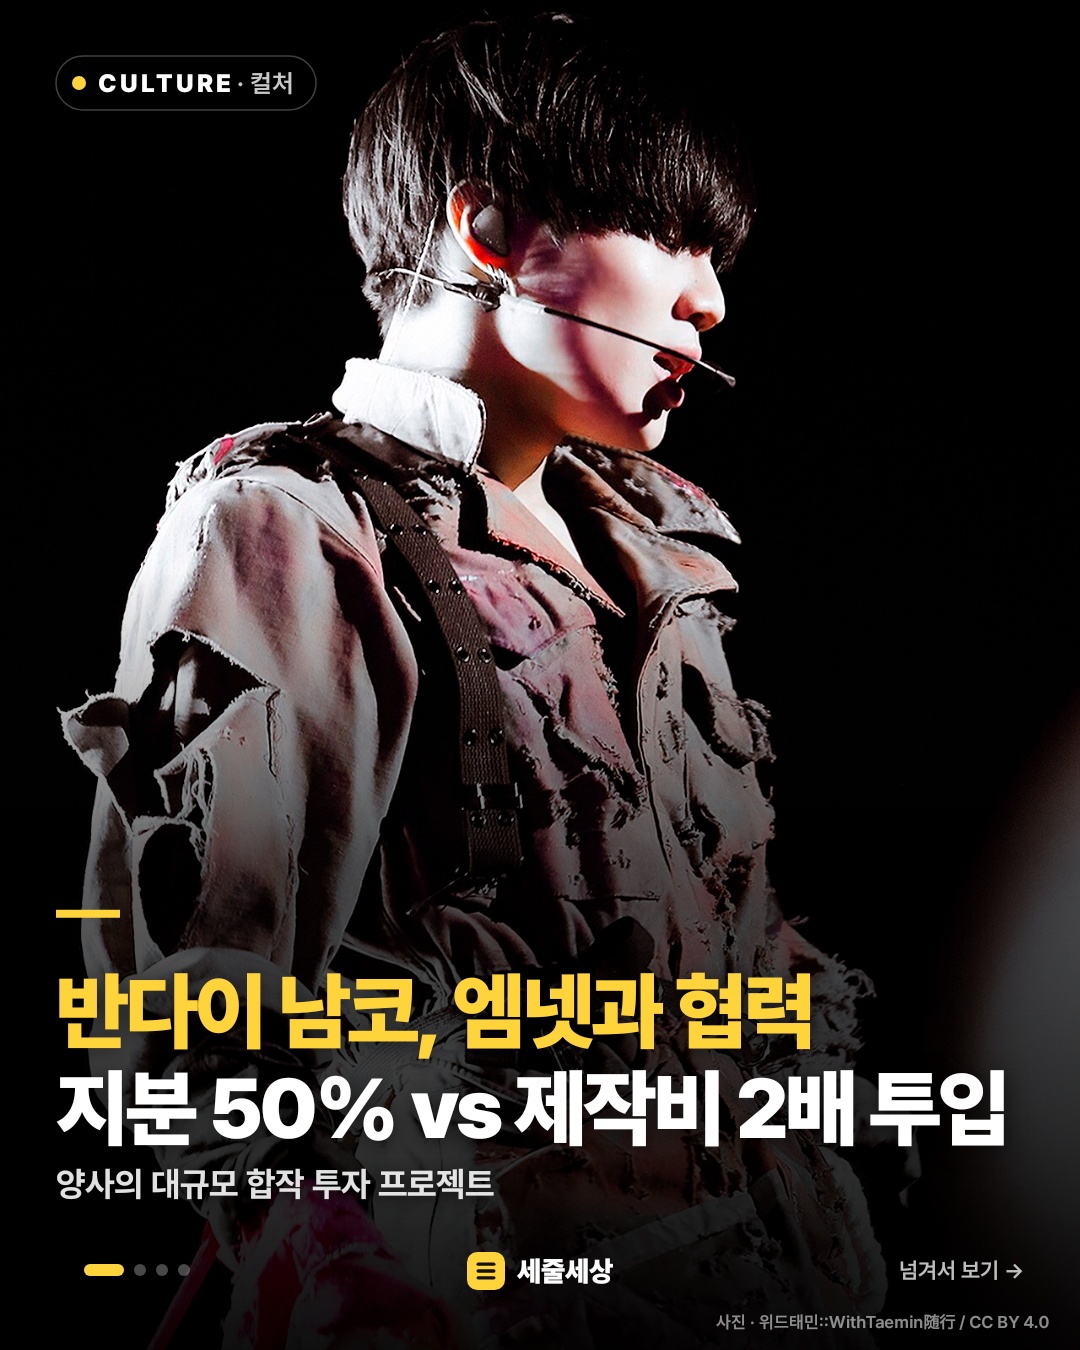 CULTURE · 컬처
반다이 남코, 엠넷과 협력
지분 50% vs 제작비 2배 투입
양사의 대규모 합작 투자 프로젝트
세줄세상
넘겨서 보기 →
사진 · 위드태민::WithTaemin随行 / CC BY 4.0